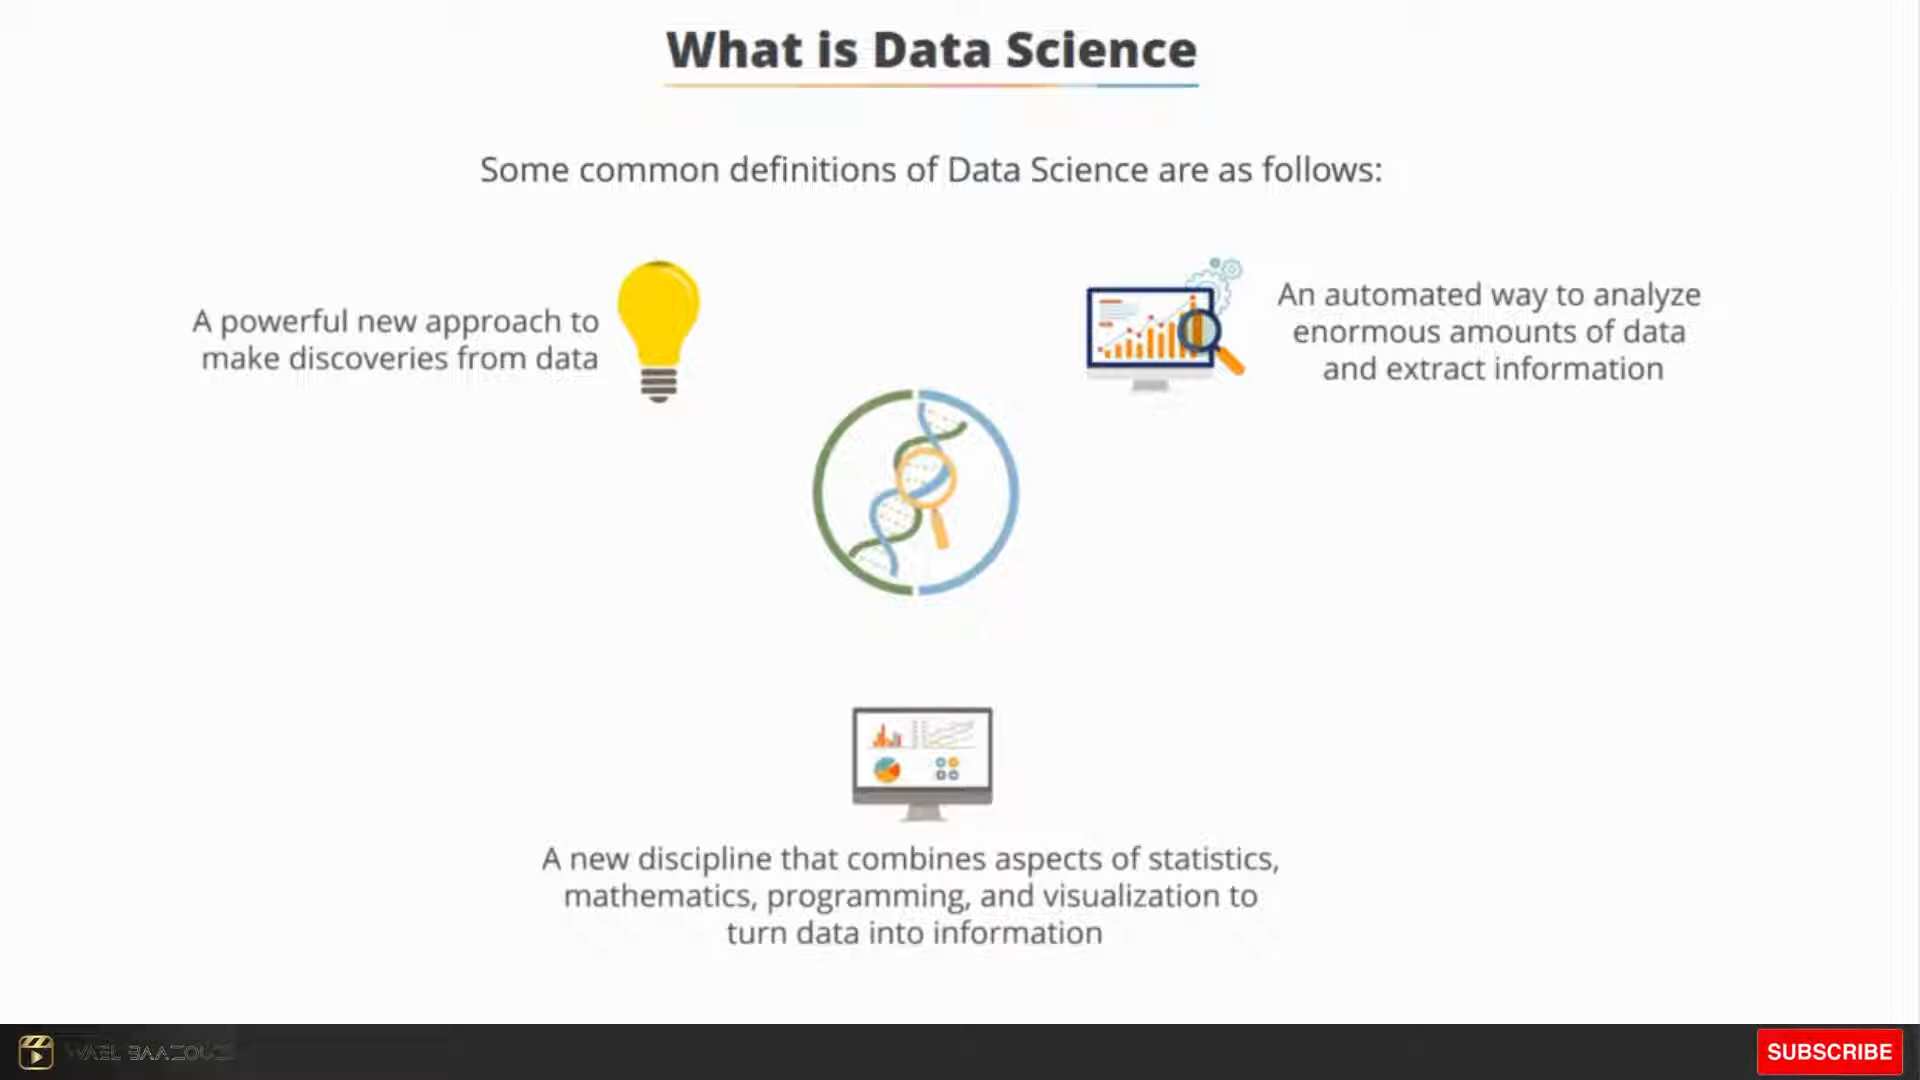 What is Data Science
Some common definitions of Data Science are as follows:
A powerful new approach to
make discoveries from data
An automated way to analyze
enormous amounts of data
and extract information
A new discipline that combines aspects of statistics,
mathematics, programming, and visualization to
turn data into information
SUBSCRIBE